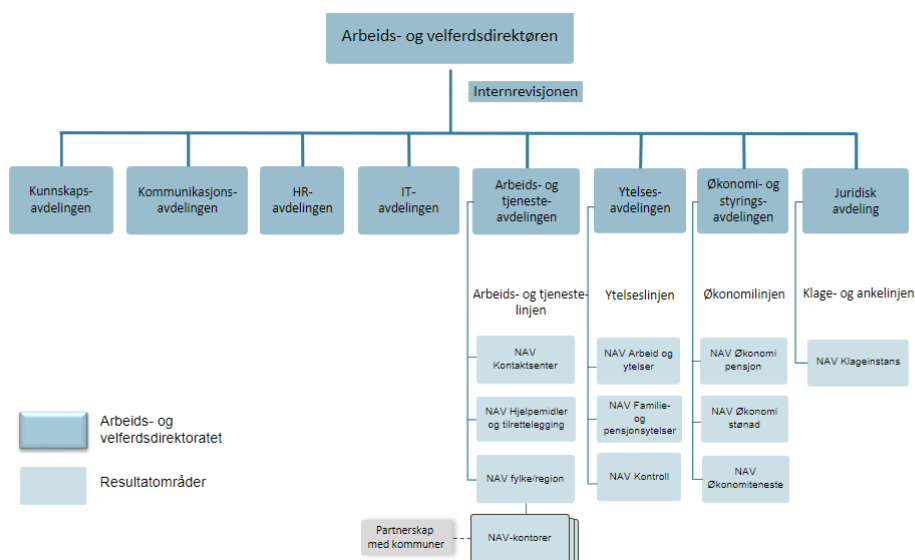 Arbeids- og velferdsdirektøren
Internrevisjonen
Kunnskaps-
avdelingen
Kommunikasjons-
avdelingen
HR-
avdelingen
IT-
avdelingen
Arbeids- og
tjeneste-
avdelingen
Ytelses-
avdelingen
Økonomi- og
styrings-
avdelingen
Juridisk
avdeling
Arbeids- og tjeneste-
linjen
Ytelseslinjen
Økonomilinjen
Klage- og ankelinjen
NAV
Kontaktsenter
NAV Arbeid og
ytelser
NAV Økonomi
pensjon
NAV Klageinstans
NAV Hjelpemidler
og tilrettelegging
NAV Familie-
og
pensjonsytelser
NAV Økonomi
stønad
NAV fylke/region
NAV Kontroll
NAV
Økonomiteneste
Partnerskap
med kommuner
NAV-kontorer
Arbeids- og
velferdsdirektoratet
Resultatområder